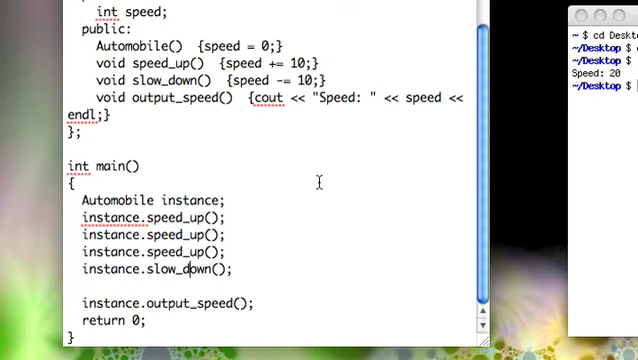 int speed;
public:
Automobile()  {speed = 0;}
void speed_up()  {speed += 10;}
void slow_down()  {speed -= 10;}
void output_speed()  {cout << "Speed: " << speed <<
endl;}
};
int main()
{
Automobile instance;
instance.speed_up();
instance.speed_up();
instance.speed_up();
instance.slow_down();
instance.output_speed();
return 0;
}
~ $ cd Deskto
~/Desktop $
~/Desktop $
Speed: 20
~/Desktop $